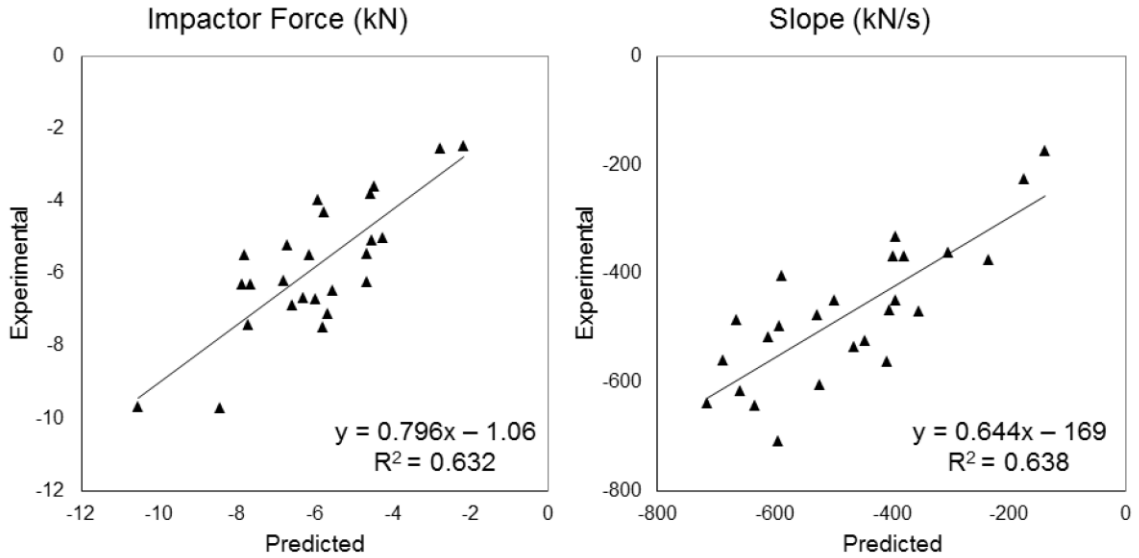 Impactor Force (kN)
0
-2
-4
-6
-8
-10
-12
Experimental
y = 0.796x – 1.06
R² = 0.632
-12 -10 -8 -6 -4 -2 0
Predicted
Slope (kN/s)
0
-200
-400
-600
-800
Experimental
y = 0.644x – 169
R² = 0.638
-800 -600 -400 -200 0
Predicted